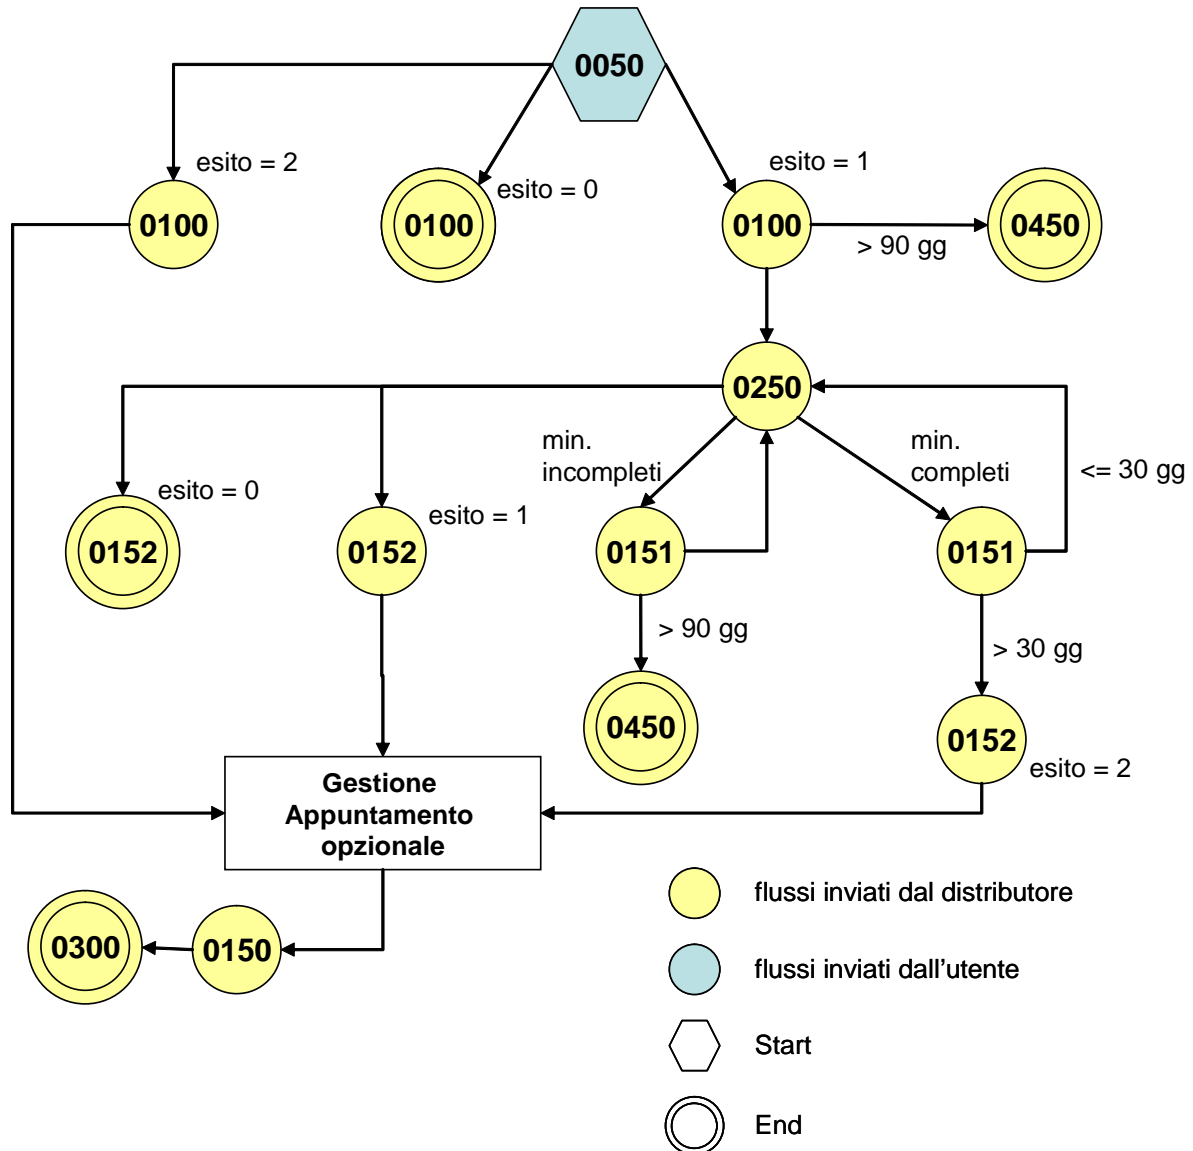 0050
esito = 2
esito = 0
esito = 1
0100
0100
0100
> 90 gg
0450
0250
min.
incompleti
min.
completi
<= 30 gg
esito = 0
esito = 1
0152
0152
0151
0151
> 90 gg
> 30 gg
0450
0152
esito = 2
Gestione
Appuntamento
opzionale
0300
0150
flussi inviati dal distributore
flussi inviati dall'utente
Start
End